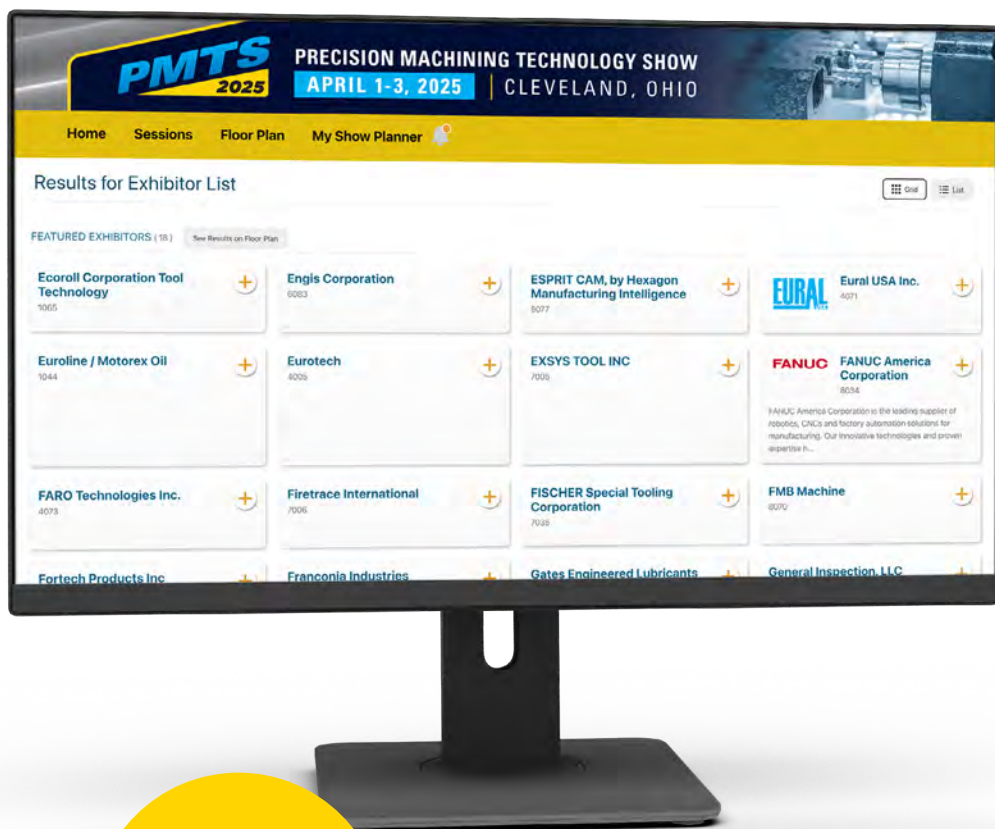 PMTS
2025
PRECISION MACHINING TECHNOLOGY SHOW
APRIL 1-3, 2025 | CLEVELAND, OHIO
Home Sessions Floor Plan My Show Planner
Results for Exhibitor List
Grid List
FEATURED EXHIBITORS (18) See Results on Floor Plan
Ecoroll Corporation Tool
Technology
1065
Engis Corporation
6083
ESPRIT CAM, by Hexagon
Manufacturing Intelligence
EURAL
Eural USA Inc.
4071
Euroline / Motorex Oil
1044
Eurotech
4005
EXSYS TOOL INC
7005
FANUC
FANUC America
Corporation
8034
FANUC America Corporation is the leading supplier of
robotics, CNCs and factory automation solutions for
manufacturing. Our innovative technologies and proven
expertise h...
FARO Technologies Inc.
4073
Firetrace International
7006
FISCHER Special Tooling
Corporation
7035
FMB Machine
8070
Fortech Products Inc
Franconia Industries
Gates Engineered Lubricants
General Inspection, LLC